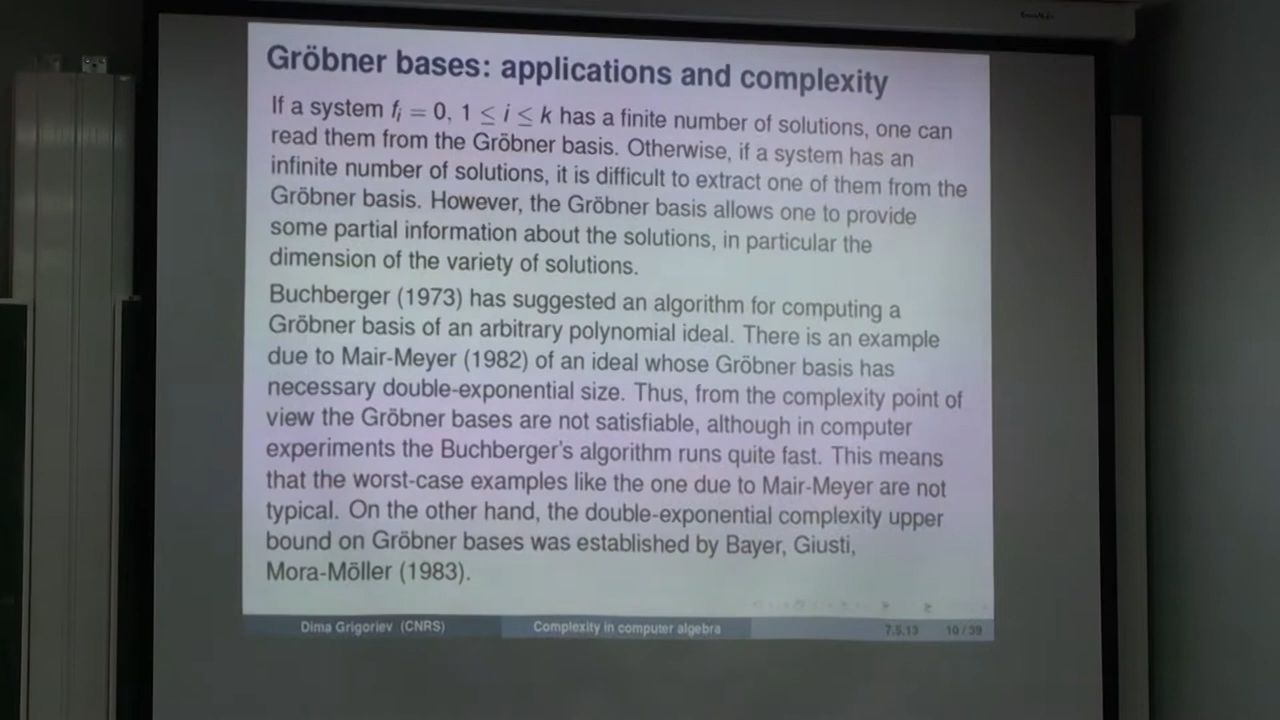 Gröbner bases: applications and complexity
If a system fᵢ = 0, 1 ≤ i ≤ k has a finite number of solutions, one can
read them from the Gröbner basis. Otherwise, if a system has an
infinite number of solutions, it is difficult to extract one of them from the
Gröbner basis. However, the Gröbner basis allows one to provide
some partial information about the solutions, in particular the
dimension of the variety of solutions.
Buchberger (1973) has suggested an algorithm for computing a
Gröbner basis of an arbitrary polynomial ideal. There is an example
due to Mair-Meyer (1982) of an ideal whose Gröbner basis has
necessary double-exponential size. Thus, from the complexity point of
view the Gröbner bases are not satisfiable, although in computer
experiments the Buchberger's algorithm runs quite fast. This means
that the worst-case examples like the one due to Mair-Meyer are not
typical. On the other hand, the double-exponential complexity upper
bound on Gröbner bases was established by Bayer, Giusti,
Mora-Möller (1983).
Dima Grigoriev (CNRS) Complexity in computer algebra 7.5.13 10 / 39